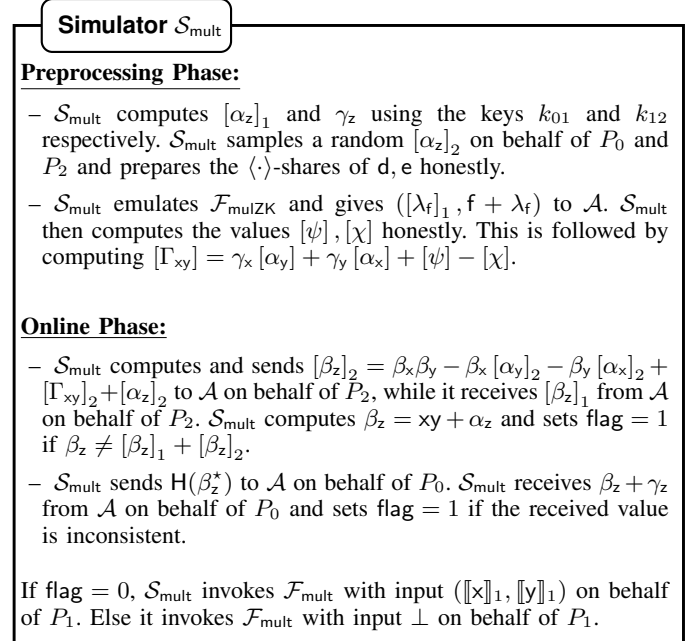 Simulator 𝒮_mult
Preprocessing Phase:
– 𝒮_mult computes [α_z]_1 and γ_z using the keys k_01 and k_12
respectively. 𝒮_mult samples a random [α_z]_2 on behalf of P_0 and
P_2 and prepares the ⟨·⟩-shares of d, e honestly.
– 𝒮_mult emulates ℱ_mulZK and gives ([λ_f]_1, f + λ_f) to 𝒜. 𝒮_mult
then computes the values [ψ], [χ] honestly. This is followed by
computing [Γ_xy] = γ_x [α_y] + γ_y [α_x] + [ψ] − [χ].
Online Phase:
– 𝒮_mult computes and sends [β_z]_2 = β_xβ_y − β_x [α_y]_2 − β_y [α_x]_2 +
[Γ_xy]_2+[α_z]_2 to 𝒜 on behalf of P_2, while it receives [β_z]_1 from 𝒜
on behalf of P_2. 𝒮_mult computes β_z = xy + α_z and sets flag = 1
if β_z ≠ [β_z]_1 + [β_z]_2.
– 𝒮_mult sends H(β_z^⋆) to 𝒜 on behalf of P_0. 𝒮_mult receives β_z + γ_z
from 𝒜 on behalf of P_0 and sets flag = 1 if the received value
is inconsistent.
If flag = 0, 𝒮_mult invokes ℱ_mult with input (⟦x⟧_1, ⟦y⟧_1) on behalf
of P_1. Else it invokes ℱ_mult with input ⊥ on behalf of P_1.